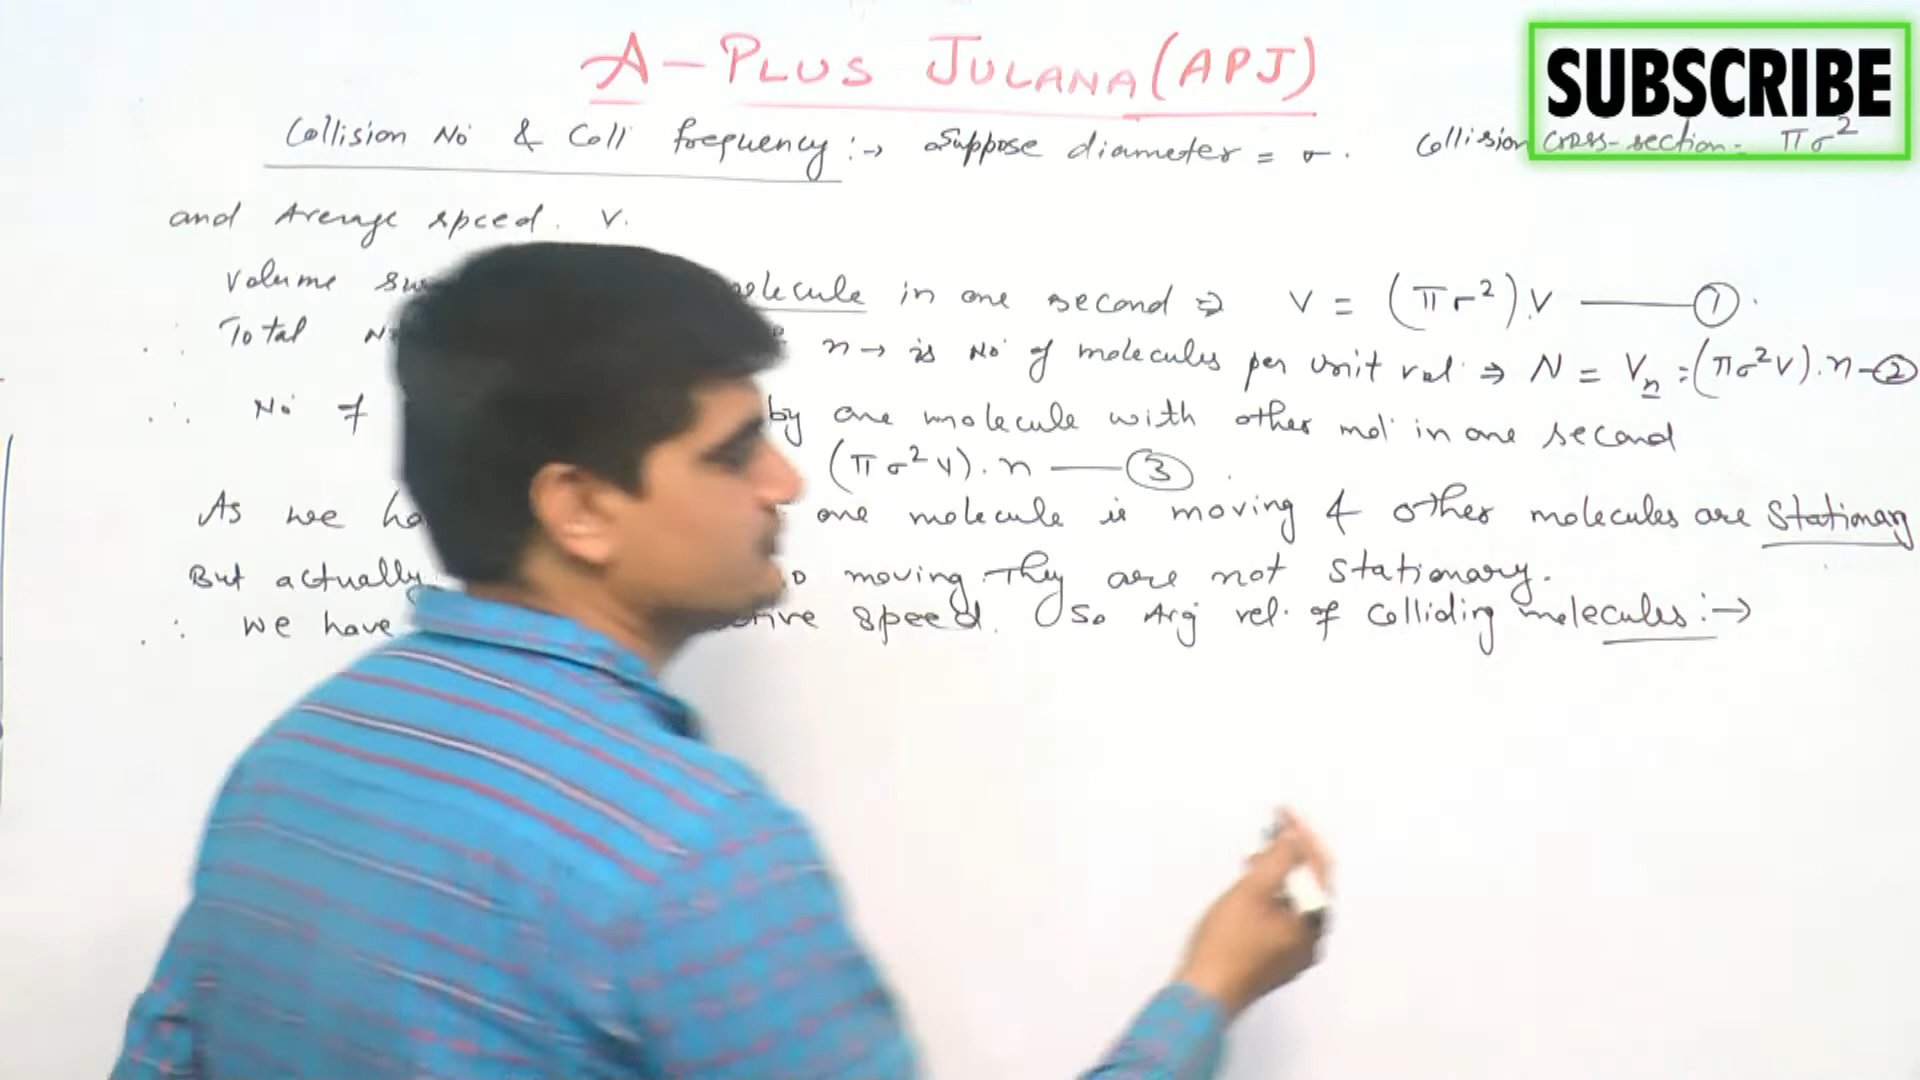 A-PLUS JULANA (APJ)
SUBSCRIBE
Collision No & Coll frequency :→ Suppose diameter = σ. Collision cross-section = πσ²
and Average speed. v.
Volume molecule in one second ⇒ V = (πσ²).v —— ①.
∴ Total n → is No of molecules per unit vol ⇒ N = Vn = (πσ²v).n - ②
∴ No of by one molecule with other mol in one second
(πσ²v).n —— ③
As we one molecule is moving & other molecules are stationary
But actually moving. They are not stationary.
∴ we have speed. So Avg vel. of colliding molecules :→